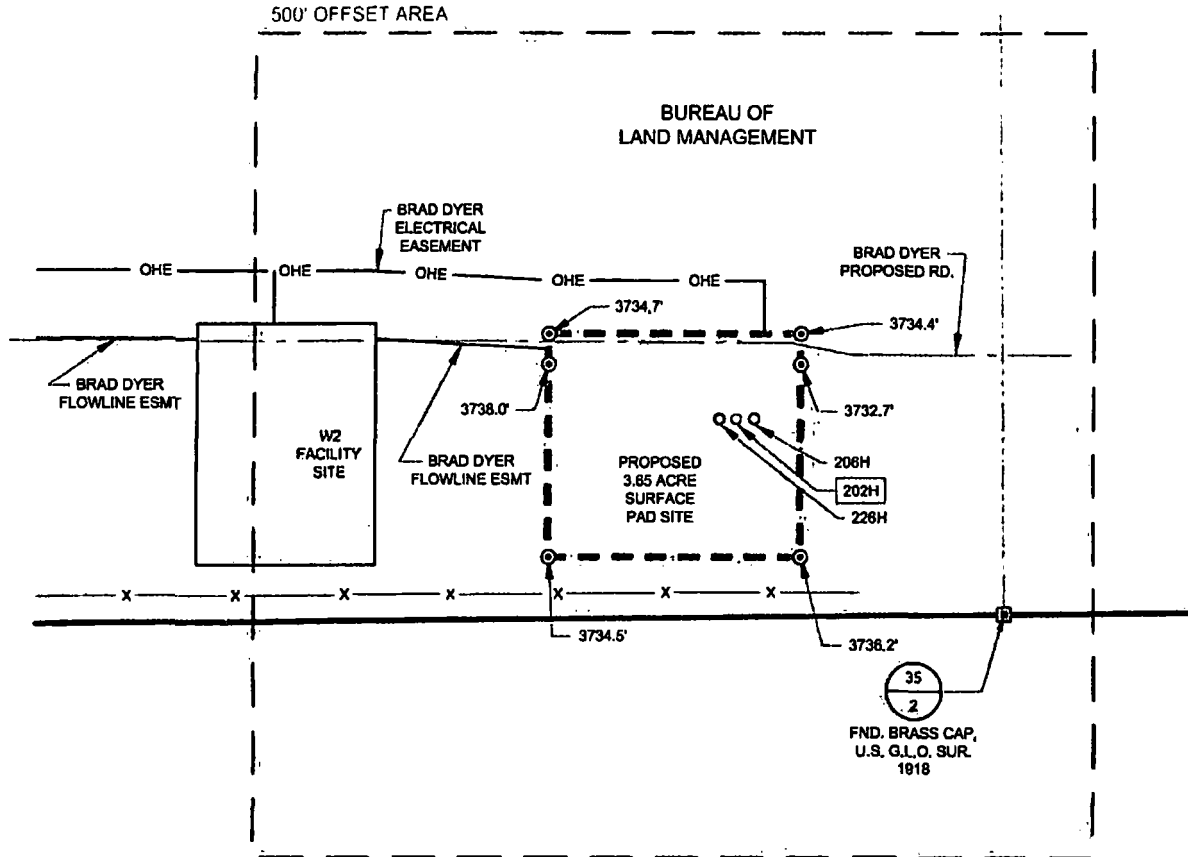 500' OFFSET AREA
BUREAU OF
LAND MANAGEMENT
BRAD DYER
ELECTRICAL
EASEMENT
BRAD DYER
PROPOSED RD.
OHE
OHE
OHE
OHE
OHE
3734.7'
3734.4'
BRAD DYER
FLOWLINE ESMT
3738.0'
3732.7'
W2
FACILITY
SITE
BRAD DYER
FLOWLINE ESMT
PROPOSED
3.65 ACRE
SURFACE
PAD SITE
206H
202H
226H
X X X X X X X
3734.5'
3736.2'
35
2
FND. BRASS CAP,
U.S. G.L.O. SUR.
1918